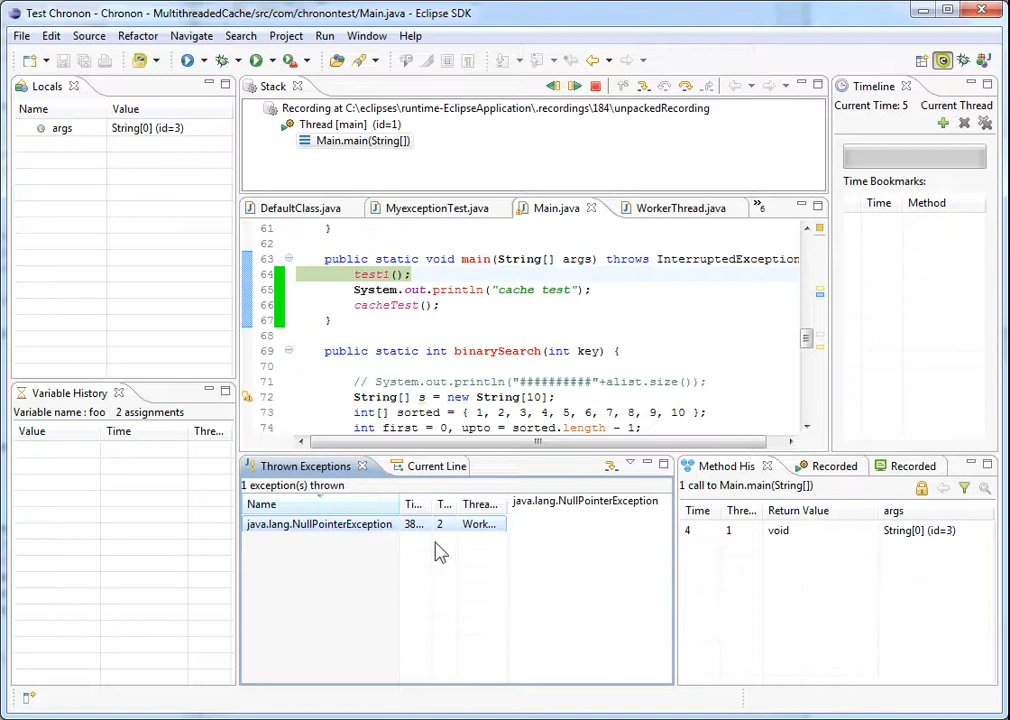 Test Chronon - Chronon - MultithreadedCache/src/com/chronontest/Main.java - Eclipse SDK
File Edit Source Refactor Navigate Search Project Run Window Help
Locals
Name Value
args String[0] (id=3)
Stack
Recording at C:\eclipses\runtime-EclipseApplication\.recordings\184\unpackedRecording
Thread [main] (id=1)
Main.main(String[])
Timeline
Current Time: 5 Current Thread
Time Bookmarks:
Time Method
DefaultClass.java MyexceptionTest.java Main.java WorkerThread.java »6
61 }
62
63 public static void main(String[] args) throws InterruptedException
64 test1();
65 System.out.println("cache test");
66 cacheTest();
67 }
68
69 public static int binarySearch(int key) {
70
71 // System.out.println("##########"+alist.size());
72 String[] s = new String[10];
73 int[] sorted = { 1, 2, 3, 4, 5, 6, 7, 8, 9, 10 };
74 int first = 0, upto = sorted.length - 1;
Variable History
Variable name : foo 2 assignments
Value Time Thre...
Thrown Exceptions Current Line
1 exception(s) thrown
Name Ti... T... Threa...
java.lang.NullPointerException 38... 2 Work...
java.lang.NullPointerException
Method His Recorded Recorded
1 call to Main.main(String[])
Time Thre... Return Value args
4 1 void String[0] (id=3)